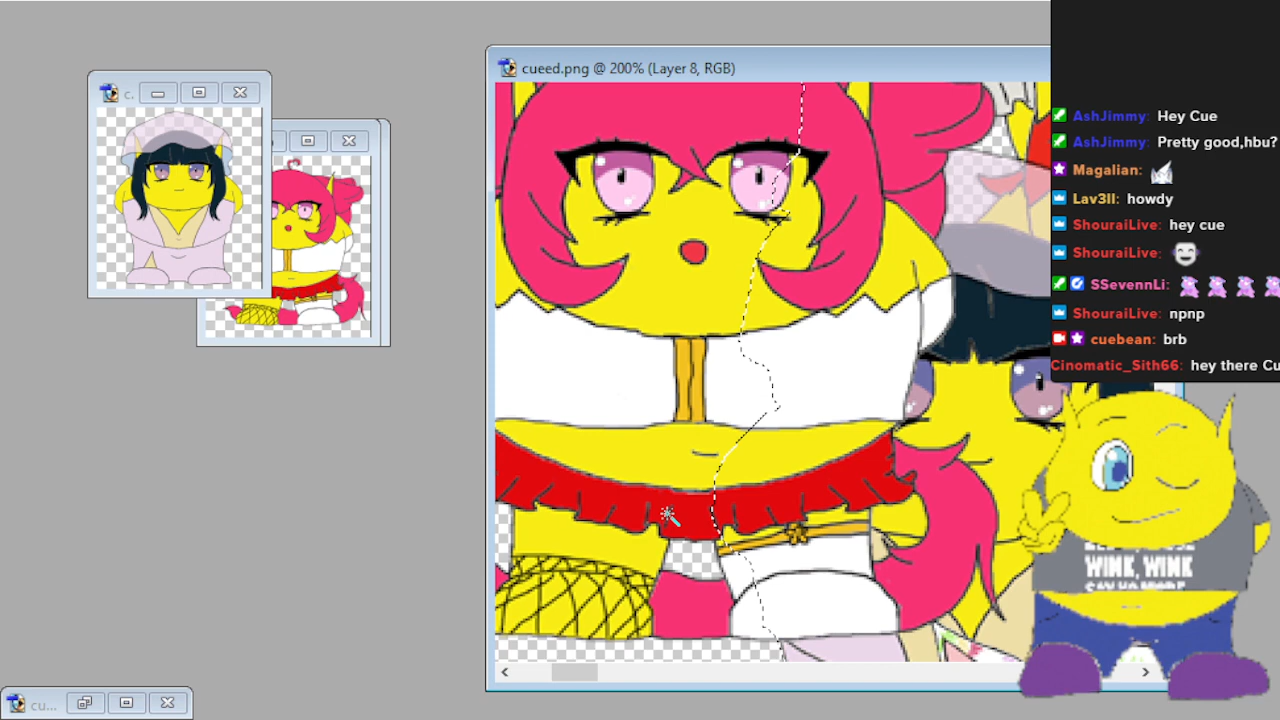 cueed.png @ 200% (Layer 8, RGB)
c.
AshJimmy: Hey Cue
AshJimmy: Pretty good,hbu?
Magalian:
Lav3ll: howdy
ShouraiLive: hey cue
ShouraiLive:
SSevennLi:
ShouraiLive: npnp
cuebean: brb
Cinomatic_Sith66: hey there Cu
WINK, WINK
cu...